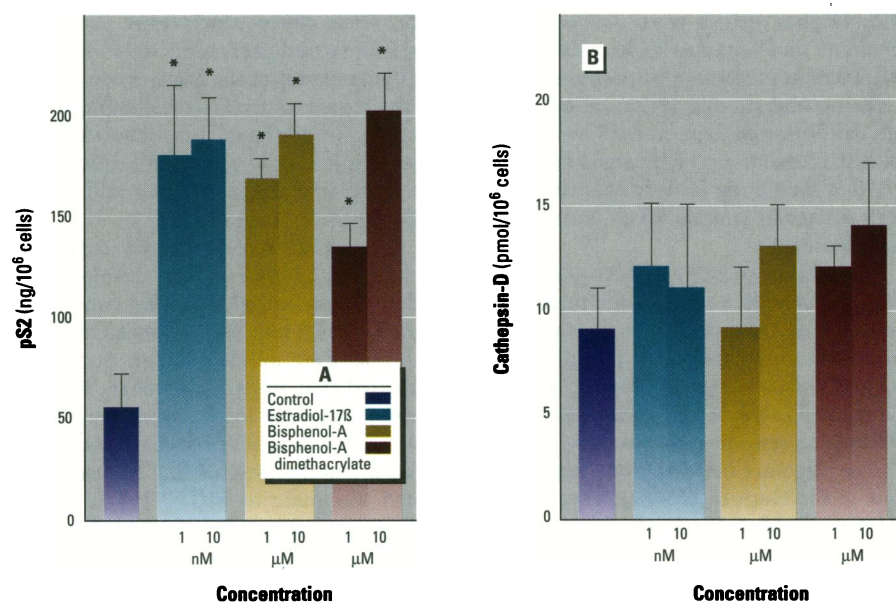 A
B
pS2 (ng/10⁶ cells)
200
150
100
50
0
* * * * * *
A
Control
Estradiol-17ß
Bisphenol-A
Bisphenol-A
dimethacrylate
1 10 1 10 1 10
nM µM µM
Concentration
Cathepsin-D (pmol/10⁶ cells)
20
15
10
5
0
1 10 1 10 1 10
nM µM µM
Concentration